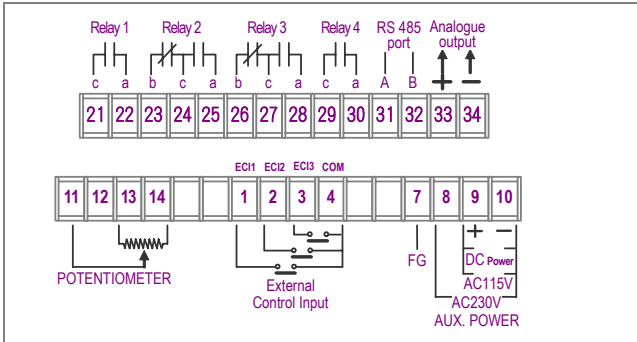 Relay 1 Relay 2 Relay 3 Relay 4 RS 485 port Analogue output
c a b c a b c a c a A B + −
21 22 23 24 25 26 27 28 29 30 31 32 33 34
ECI1 ECI2 ECI3 COM
11 12 13 14 1 2 3 4 7 8 9 10
+ −
POTENTIOMETER
External
Control Input
FG
DC Power
AC115V
AC230V
AUX. POWER